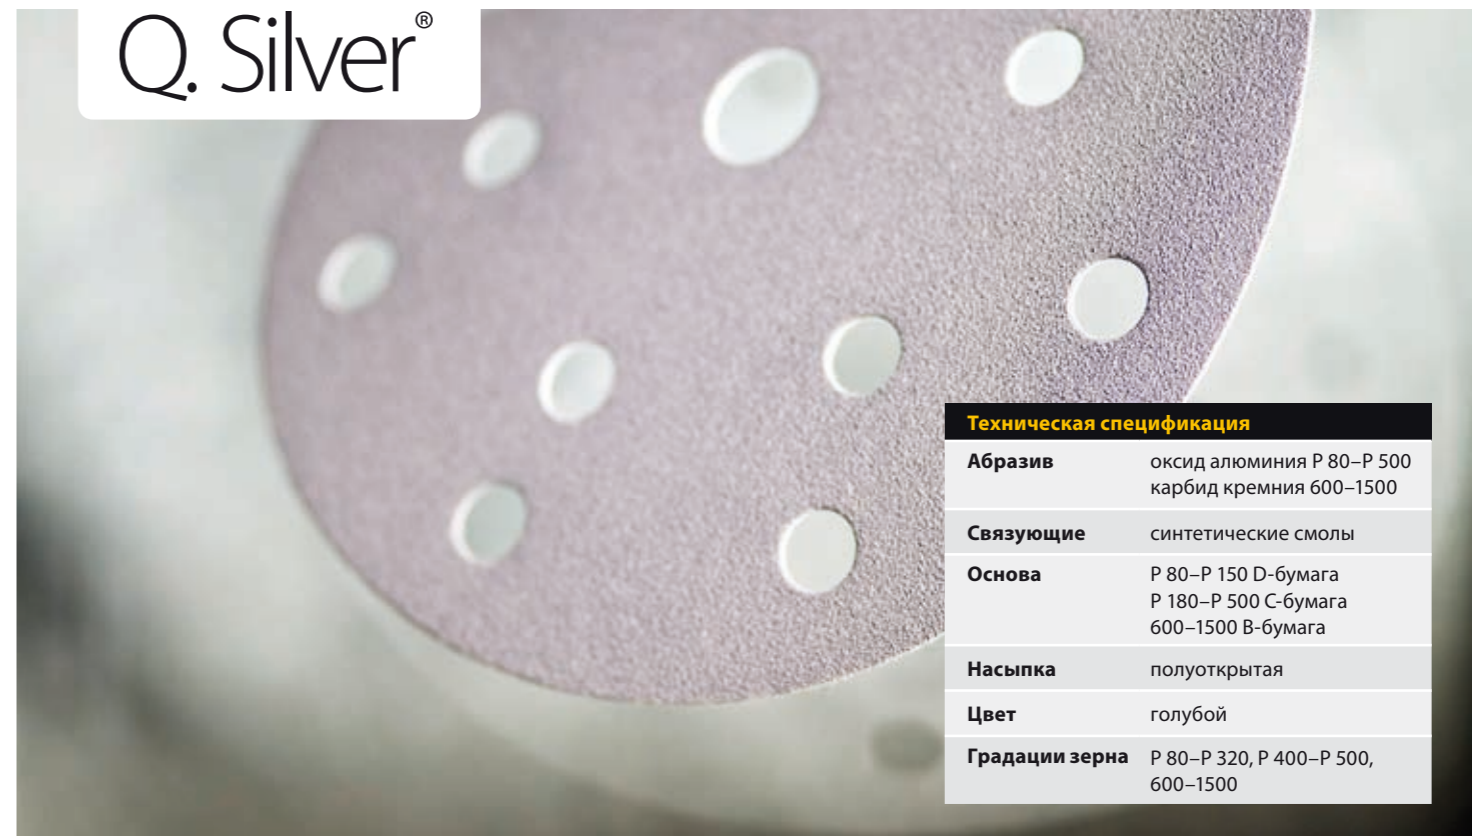 Q. Silver®
Техническая спецификация
Абразив оксид алюминия P 80–P 500
карбид кремния 600–1500
Связующие синтетические смолы
Основа P 80–P 150 D-бумага
P 180–P 500 C-бумага
600–1500 B-бумага
Насыпка полуоткрытая
Цвет голубой
Градации зерна P 80–P 320, P 400–P 500,
600–1500